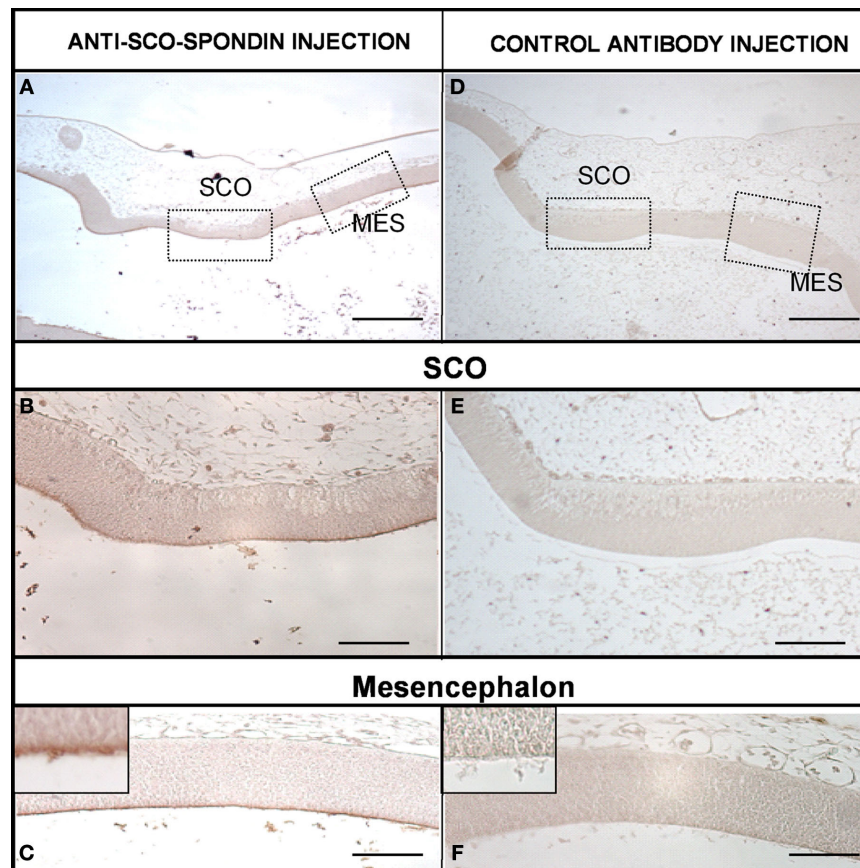 ANTI-SCO-SPONDIN INJECTION
CONTROL ANTIBODY INJECTION
A
SCO
MES
D
SCO
MES
SCO
B
E
Mesencephalon
C
F